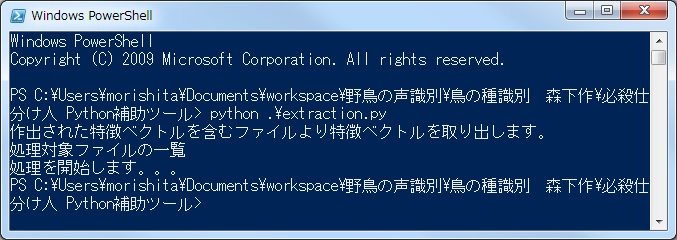 Windows PowerShell
Windows PowerShell
Copyright (C) 2009 Microsoft Corporation. All rights reserved.
PS C:¥Users¥morishita¥Documents¥workspace¥野鳥の声識別¥鳥の種識別　森下作¥必殺仕
分け人 Python補助ツール> python .¥extraction.py
作出された特徴ベクトルを含むファイルより特徴ベクトルを取り出します。
処理対象ファイルの一覧
処理を開始します。。。
PS C:¥Users¥morishita¥Documents¥workspace¥野鳥の声識別¥鳥の種識別　森下作¥必殺仕
分け人 Python補助ツール>